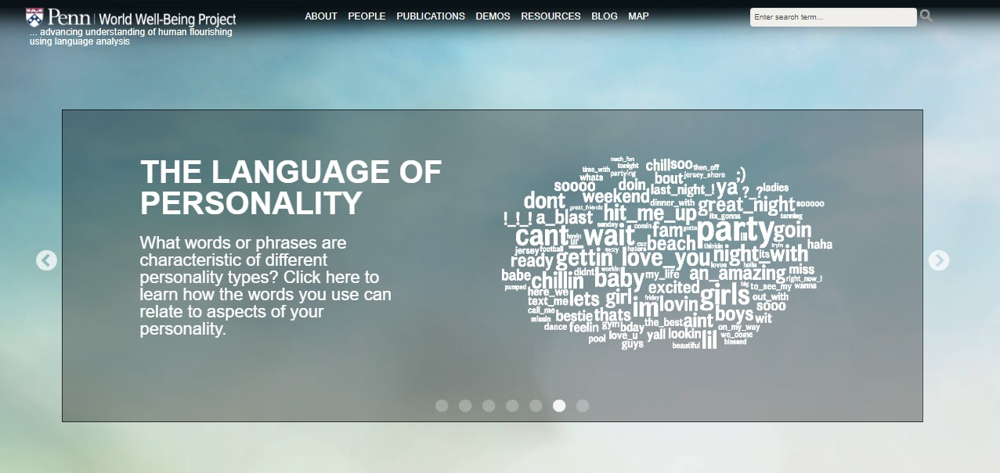 Penn | World Well-Being Project
... advancing understanding of human flourishing
using language analysis
ABOUT PEOPLE PUBLICATIONS DEMOS RESOURCES BLOG MAP
Enter search term...
THE LANGUAGE OF
PERSONALITY
What words or phrases are
characteristic of different
personality types? Click here to
learn how the words you use can
relate to aspects of your
personality.
much_fun
time_with tonight chill soo then_off
whats partying bout jersey_shore ;)
soooo doin last_night_! ya ?_? ladies
dont weekend dinner_with great_night sooooo
!_!_! a_blast great_friends hit_me_up its_gonna tanning
cant_wait sunday comin fam gotta party goin
havin ur beach lil haha
jersey football sexy haters cuz thinkin tryin
ready gettin love_you night_ its with
babe chillin didnt workin my_life loves holla an_amazing miss
pumped baby excited big to_see_my right_now_! wanna
here_we
text_me lets girl friday im lovin girls out_with
call_me sooo
missin bestie thats the_best aint boys wit
dance feelin gym bday on_my_way
pool love_u yall lookin lil we_come
guys beautiful blessed